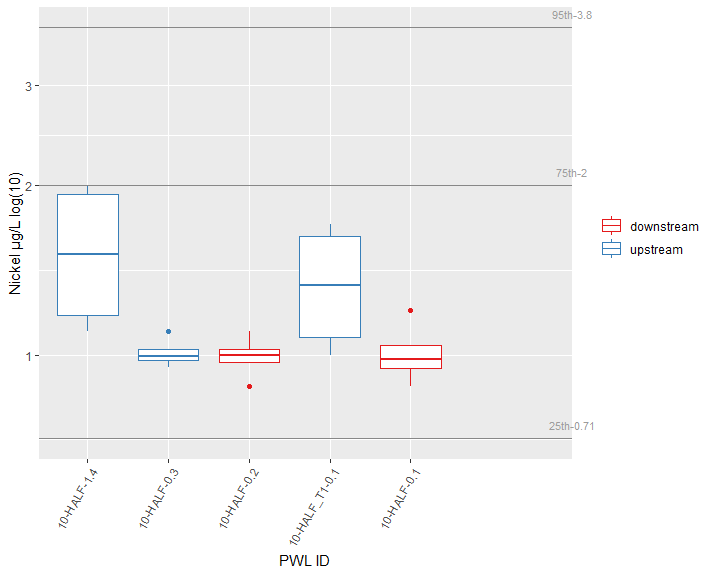 95th-3.8
3
75th-2
2
1
25th-0.71
Nickel µg/L log(10)
10-HALF-1.4
10-HALF-0.3
10-HALF-0.2
10-HALF_T1-0.1
10-HALF-0.1
PWL ID
downstream
upstream